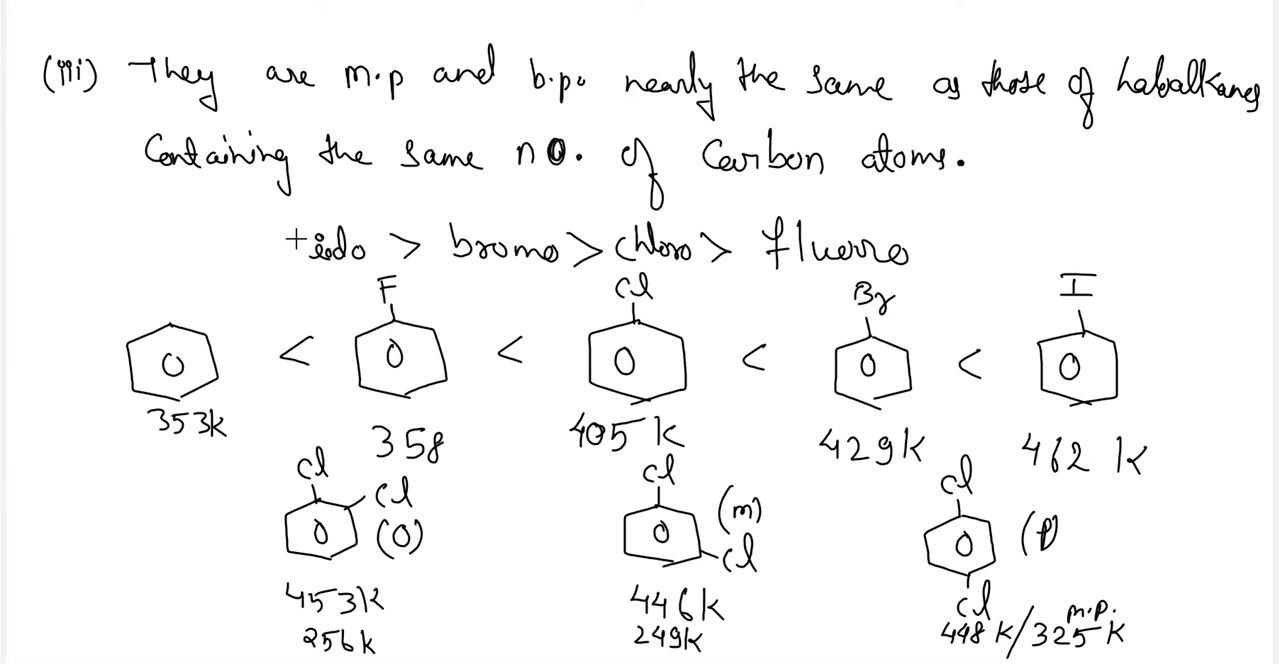 (iii) They are m.p and b.p. nearly the same as those of haloalkanes
Containing the same no. of Carbon atoms.
+iodo > bromo > chloro > fluoro
F Cl Br I
< < < <
353k 358 405 K 429K 462 K
Cl Cl (O) Cl (m) Cl Cl (p) Cl
453K 446K 448 K/325 K m.p.
256k 249K